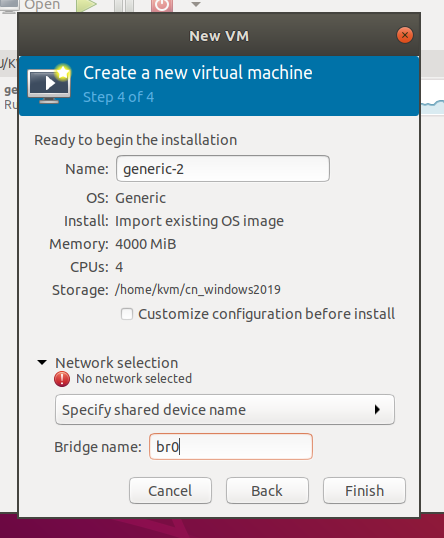 Open
New VM
Create a new virtual machine
Step 4 of 4
Ready to begin the installation
Name: generic-2
OS: Generic
Install: Import existing OS image
Memory: 4000 MiB
CPUs: 4
Storage: /home/kvm/cn_windows2019
Customize configuration before install
Network selection
No network selected
Specify shared device name
Bridge name: br0
Cancel Back Finish